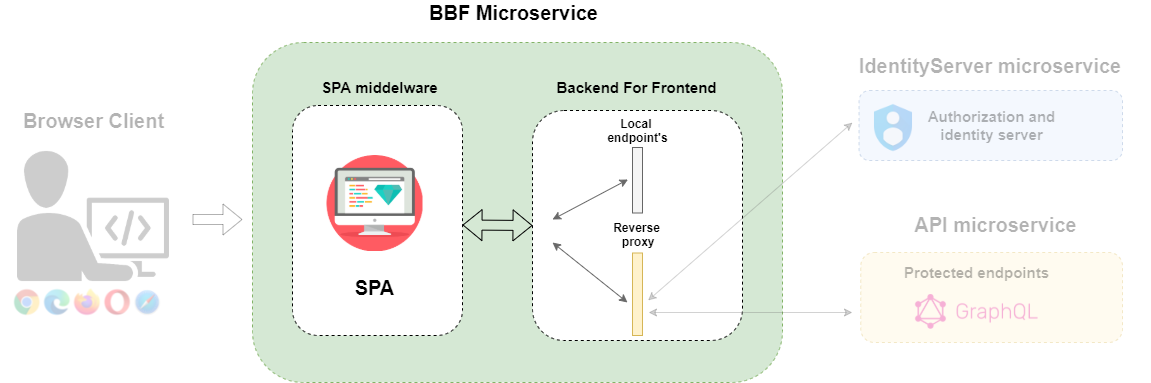 BBF Microservice
IdentityServer microservice
SPA middelware
Backend For Frontend
Browser Client
Local
endpoint's
Authorization and
identity server
Reverse
proxy
API microservice
Protected endpoints
GraphQL
SPA